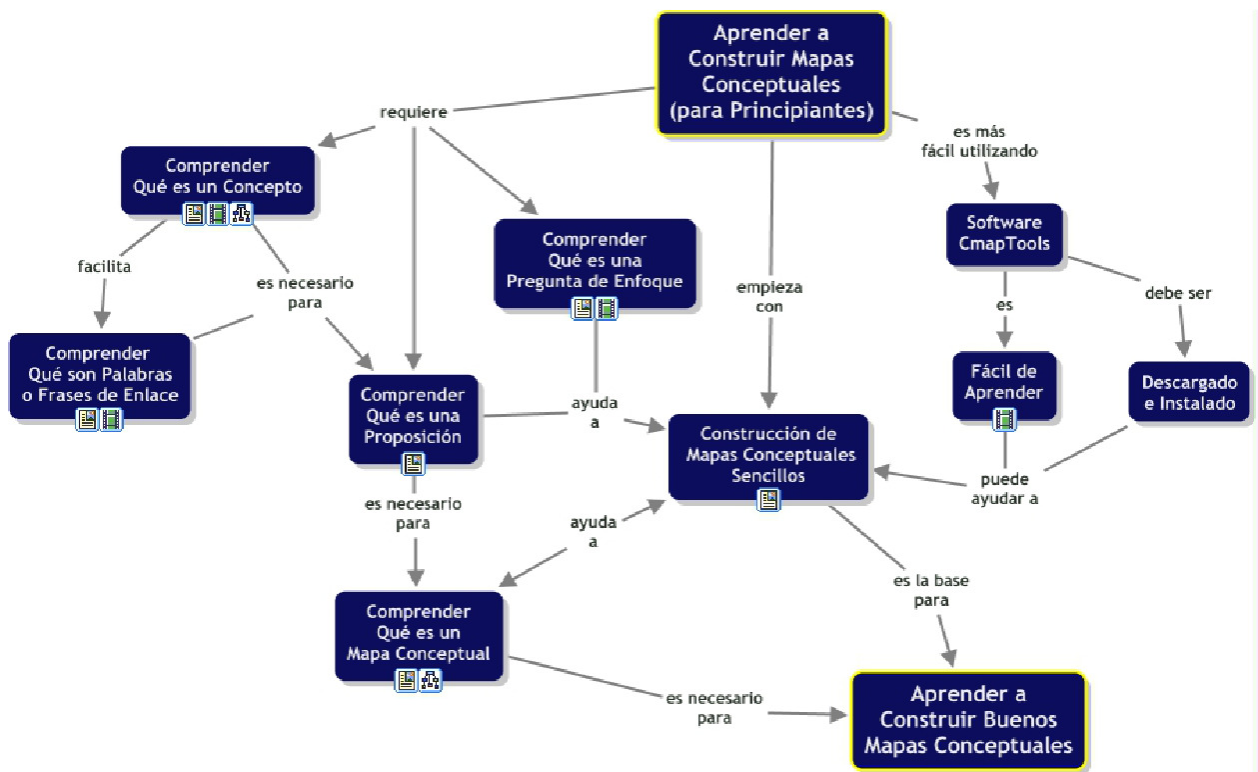 Aprender a
Construir Mapas
Conceptuales
(para Principiantes)
requiere
es más
fácil utilizando
Comprender
Qué es un Concepto
Comprender
Qué es una
Pregunta de Enfoque
Software
CmapTools
facilita
es necesario
para
empieza
con
es
debe ser
Comprender
Qué son Palabras
o Frases de Enlace
Comprender
Qué es una
Proposición
ayuda
a
Construcción de
Mapas Conceptuales
Sencillos
Fácil de
Aprender
Descargado
e Instalado
puede
ayudar a
es necesario
para
ayuda
a
es la base
para
Comprender
Qué es un
Mapa Conceptual
es necesario
para
Aprender a
Construir Buenos
Mapas Conceptuales